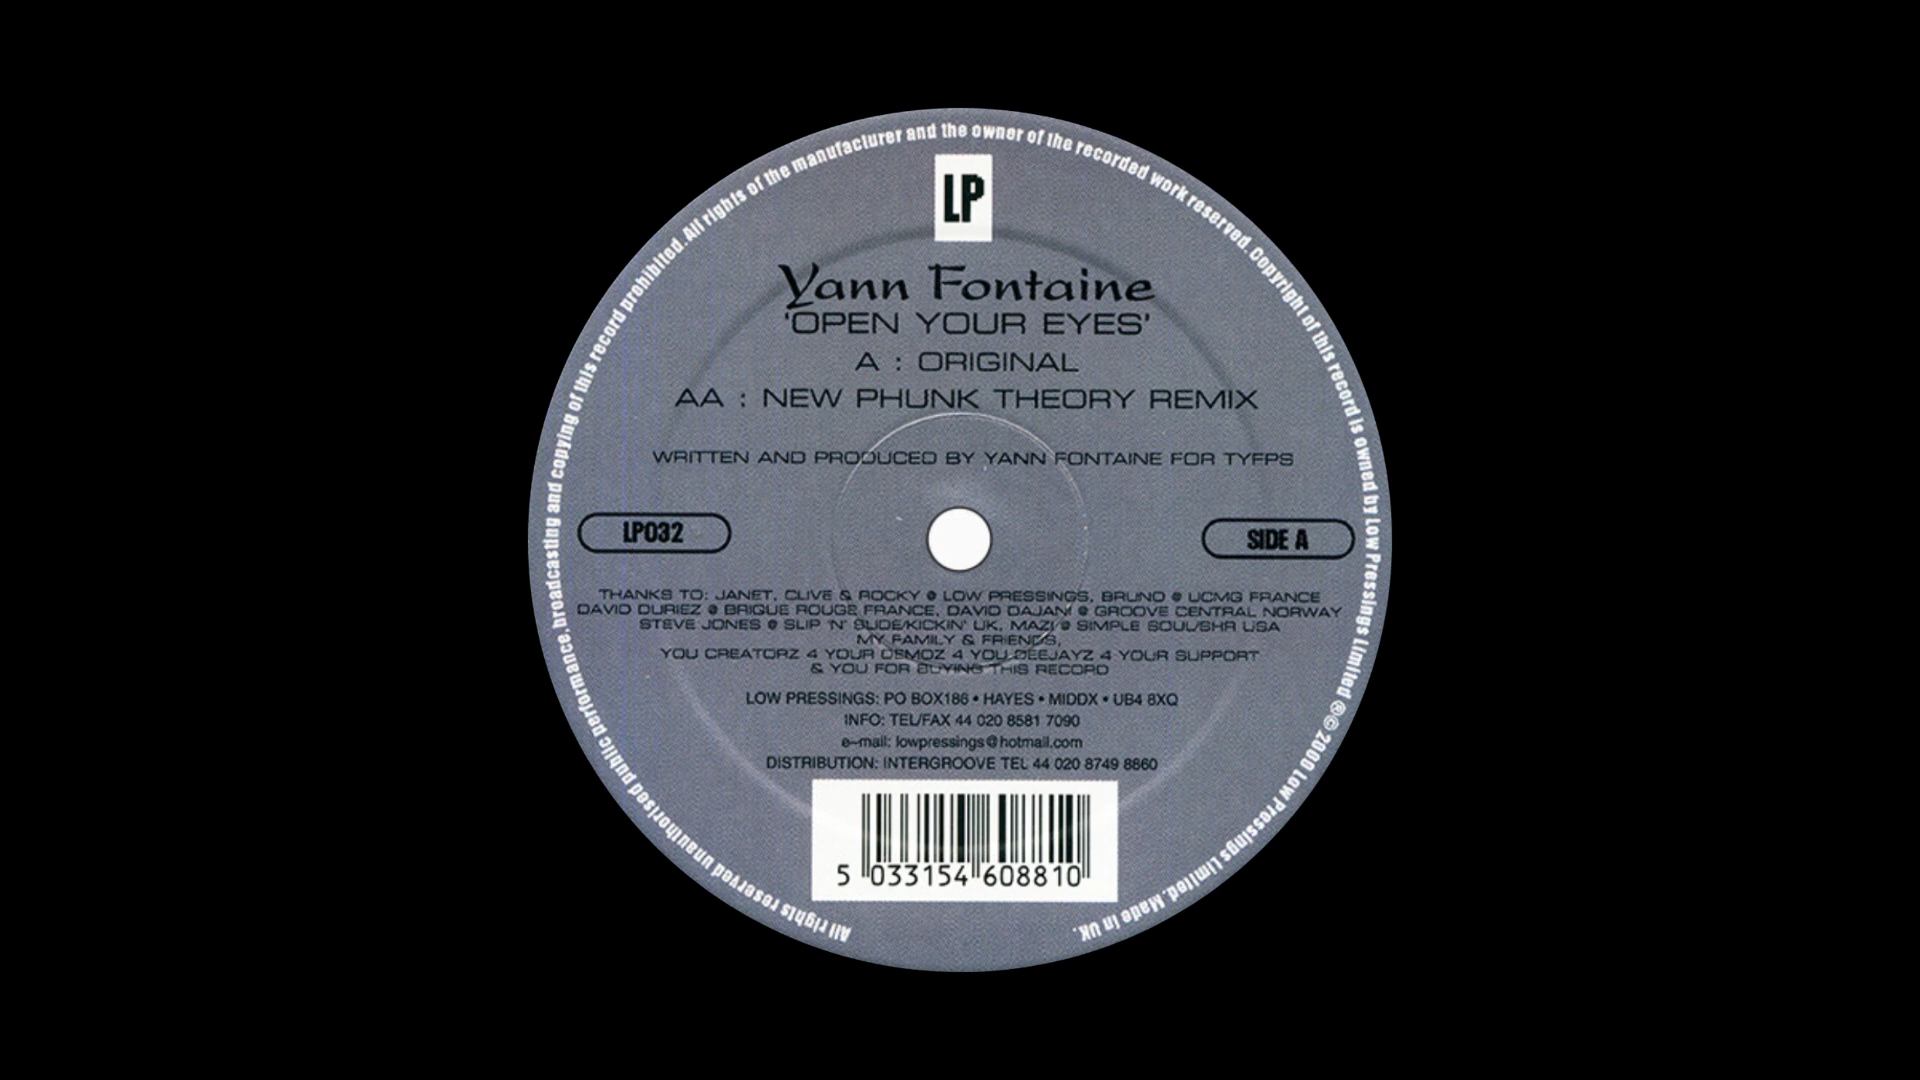 All rights reserved unauthorised public performance, broadcasting and copying of this record prohibited. All rights of the manufacturer and the owner of the recorded work reserved. Copyright of this record is owned by Low Pressings Limited ℗© 2000 Low Pressings Limited. Made in UK.
LP
Yann Fontaine
'OPEN YOUR EYES'
A : ORIGINAL
AA : NEW PHUNK THEORY REMIX
WRITTEN AND PRODUCED BY YANN FONTAINE FOR TYFPS
LP032
SIDE A
THANKS TO: JANET, CLIVE & ROCKY @ LOW PRESSINGS, BRUNO @ UCMG FRANCE
DAVID DURIEZ @ BRIQUE ROUGE FRANCE, DAVID DAJANI @ GROOVE CENTRAL NORWAY
STEVE JONES @ SLIP 'N' SLIDE/KICKIN' UK, MAZI @ SIMPLE SOUL/SHR USA
MY FAMILY & FRIENDS,
YOU CREATORZ 4 YOUR DEMOZ 4 YOU DEEJAYZ 4 YOUR SUPPORT
& YOU FOR BUYING THIS RECORD
LOW PRESSINGS: PO BOX186 • HAYES • MIDDX • UB4 8XQ
INFO: TEL/FAX 44 020 8581 7090
e-mail: lowpressings@hotmail.com
DISTRIBUTION: INTERGROOVE TEL 44 020 8749 8860
5 033154 608810